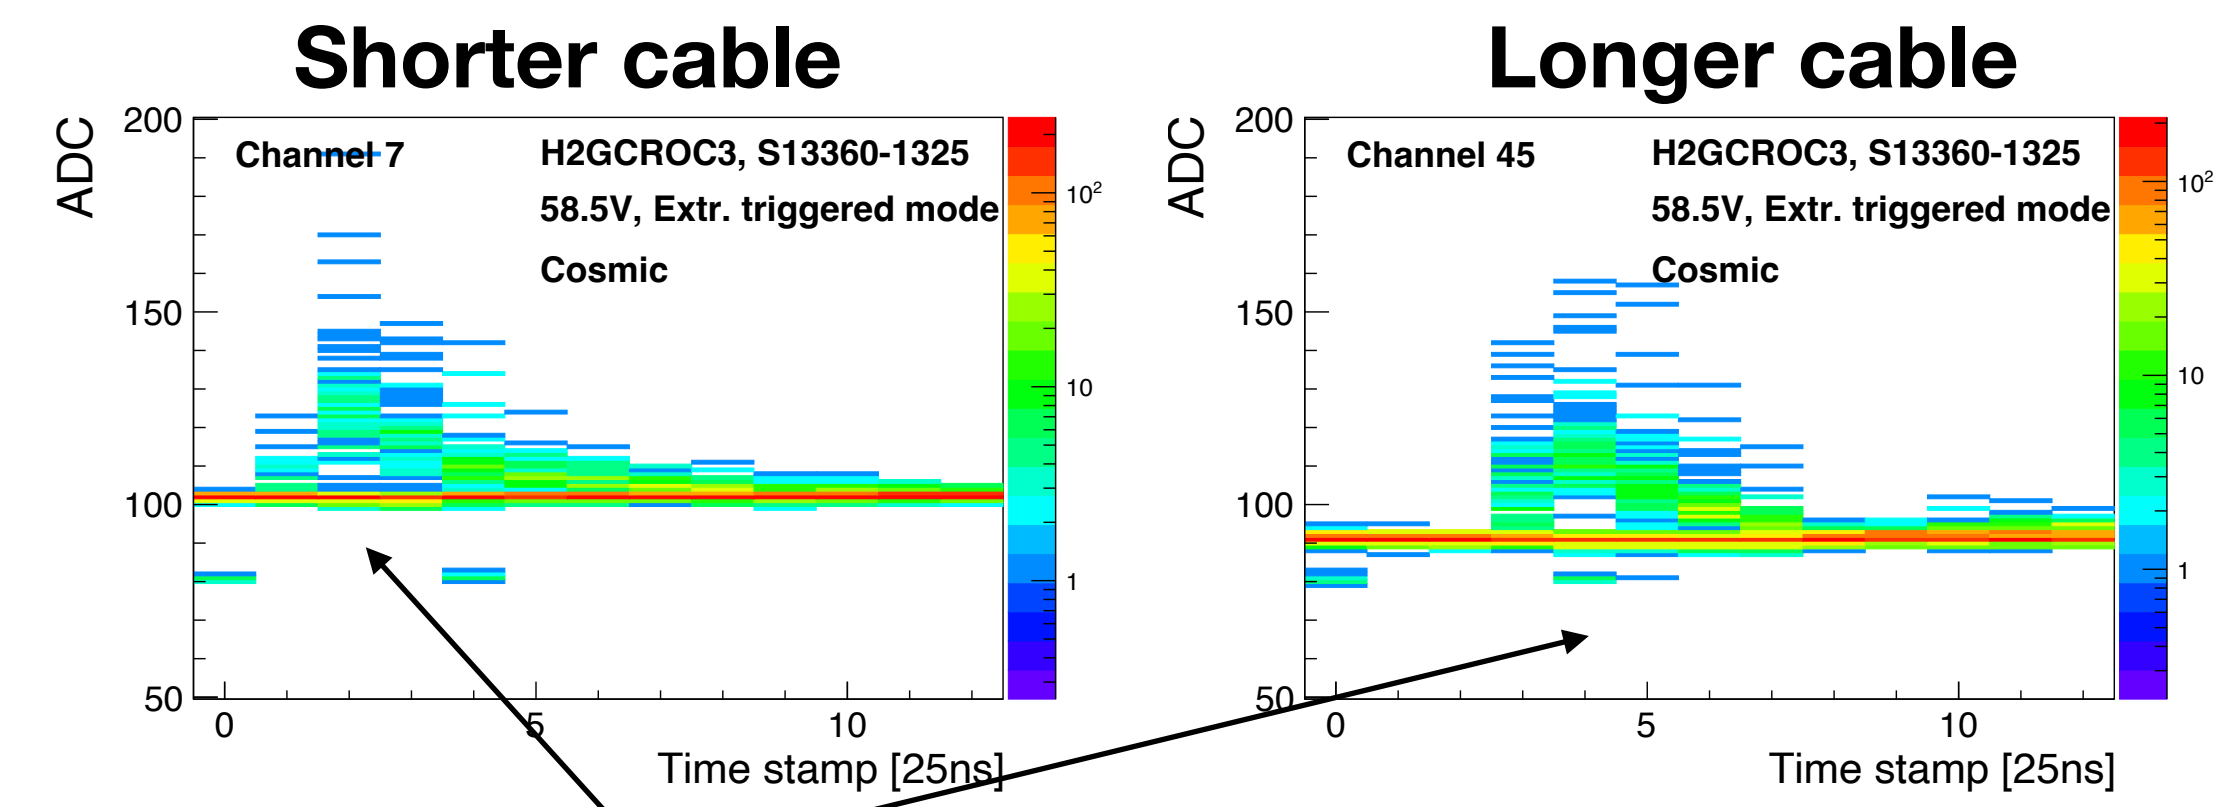 Shorter cable
ADC
200
150
100
50
Channel 7
H2GCROC3, S13360-1325
58.5V, Extr. triggered mode
Cosmic
10²
10
1
0
5
10
Time stamp [25ns]
Longer cable
ADC
200
150
100
50
Channel 45
H2GCROC3, S13360-1325
58.5V, Extr. triggered mode
Cosmic
10²
10
1
0
5
10
Time stamp [25ns]